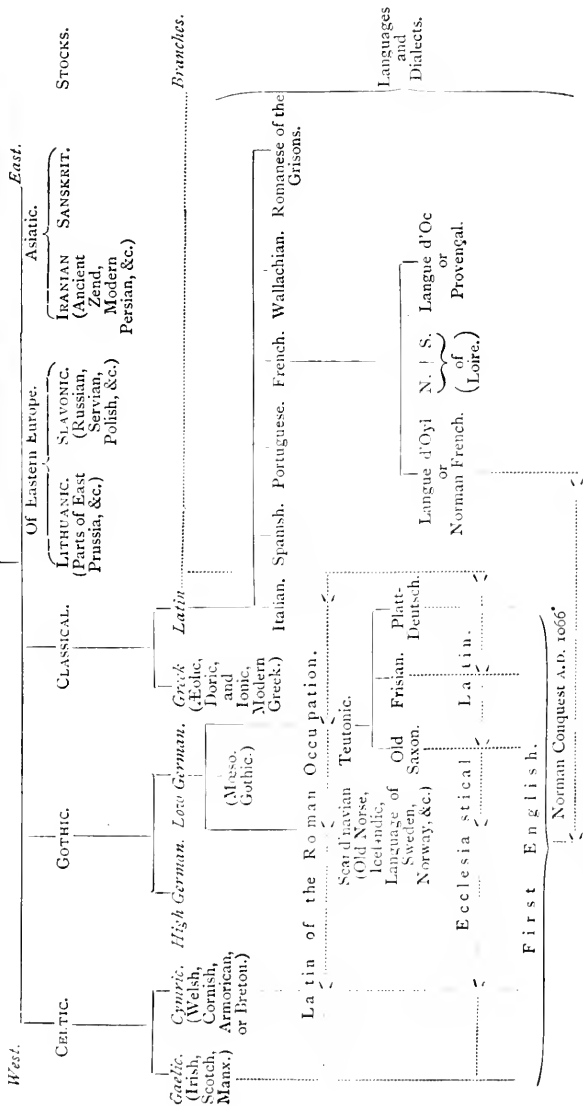 West.
East.
Of Eastern Europe.
Asiatic.
STOCKS.
CELTIC.
GOTHIC.
CLASSICAL.
LITHUANIC.
(Parts of East
Prussia, &c.)
SLAVONIC.
(Russian,
Servian,
Polish, &c.)
IRANIAN
(Ancient
Zend,
Modern
Persian, &c.)
SANSKRIT.
Branches.
Gaelic.
(Irish,
Scotch,
Manx.)
Cymric.
(Welsh,
Cornish,
Armorican,
or Breton.)
High German.
Low German.
(Mœso.
Gothic.)
Greek
(Æolic,
Doric,
and
Ionic,
Modern
Greek.)
Latin
Italian. Spanish. Portuguese. French. Wallachian. Romanese of the
Grisons.
Languages
and
Dialects.
Latin of the Roman Occupation.
Scandinavian
(Old Norse,
Icelandic,
Language of
Sweden,
Norway, &c.)
Teutonic.
Old
Saxon.
Frisian.
Platt-
Deutsch.
Langue d'Oyl
or
Norman French.
N. S.
of
Loire.
Langue d'Oc
or
Provençal.
Ecclesiastical Latin.
First English.
Norman Conquest A.D. 1066